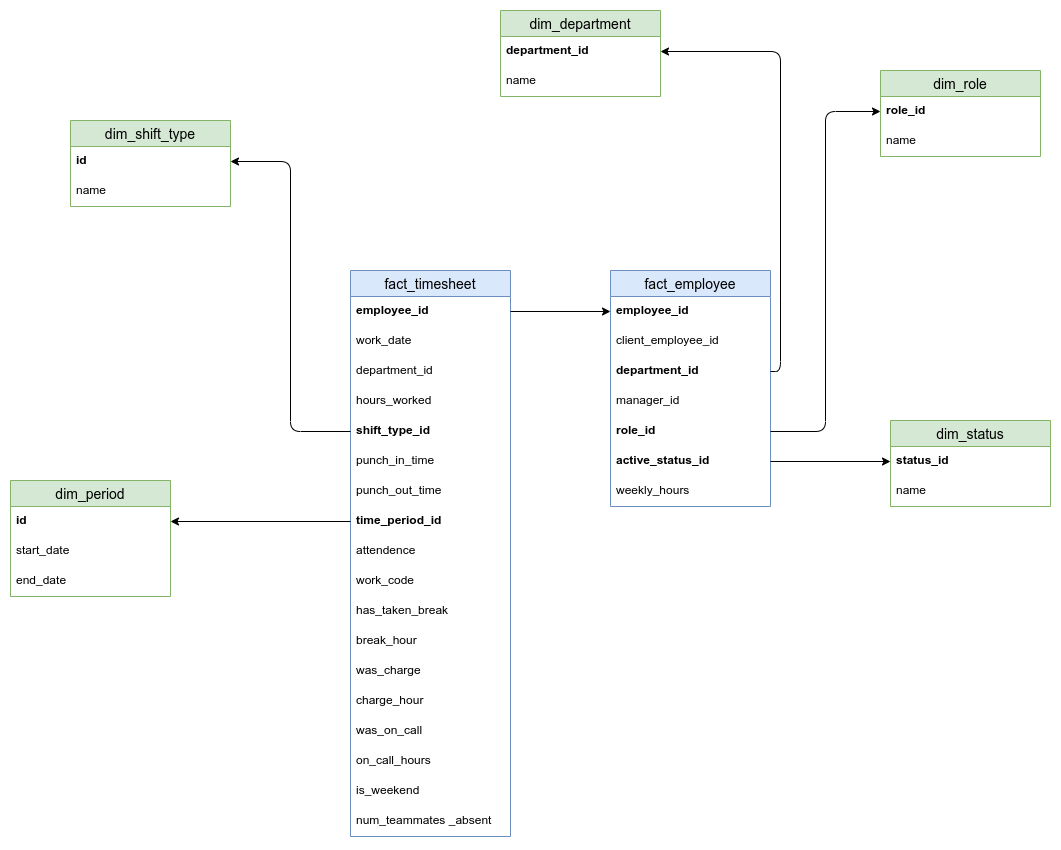 dim_department
department_id
name
dim_role
role_id
name
dim_shift_type
id
name
fact_timesheet
employee_id
work_date
department_id
hours_worked
shift_type_id
punch_in_time
punch_out_time
time_period_id
attendence
work_code
has_taken_break
break_hour
was_charge
charge_hour
was_on_call
on_call_hours
is_weekend
num_teammates _absent
fact_employee
employee_id
client_employee_id
department_id
manager_id
role_id
active_status_id
weekly_hours
dim_status
status_id
name
dim_period
id
start_date
end_date